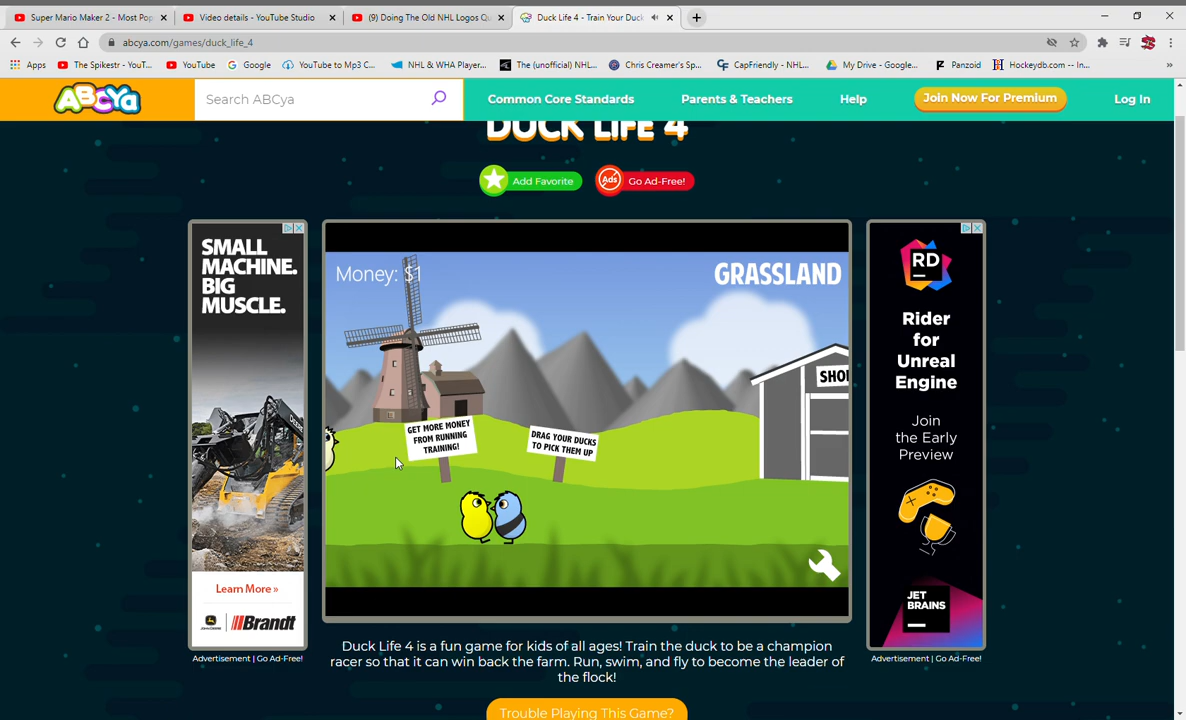 Super Mario Maker 2 - Most Pop
Video details - YouTube Studio
(9) Doing The Old NHL Logos Qu
Duck Life 4 - Train Your Duck
abcya.com/games/duck_life_4
Apps
The Spikestr - YouT...
YouTube
Google
YouTube to Mp3 C...
NHL & WHA Player...
The (unofficial) NHL...
Chris Creamer's Sp...
CapFriendly - NHL...
My Drive - Google...
Panzoid
Hockeydb.com -- In...
»
ABCYa
Search ABCya
Common Core Standards
Parents & Teachers
Help
Join Now For Premium
Log In
DUCK LIFE 4
Add Favorite
Ads
Go Ad-Free!
SMALL
MACHINE.
BIG
MUSCLE.
Learn More »
JOHN DEERE
Brandt
Advertisement | Go Ad-Free!
Money: $1
GRASSLAND
SHO
GET MORE MONEY
FROM RUNNING
TRAINING!
DRAG YOUR DUCKS
TO PICK THEM UP
RD
Rider
for
Unreal
Engine
Join
the Early
Preview
JET
BRAINS
Advertisement | Go Ad-Free!
Duck Life 4 is a fun game for kids of all ages! Train the duck to be a champion
racer so that it can win back the farm. Run, swim, and fly to become the leader of
the flock!
Trouble Playing This Game?